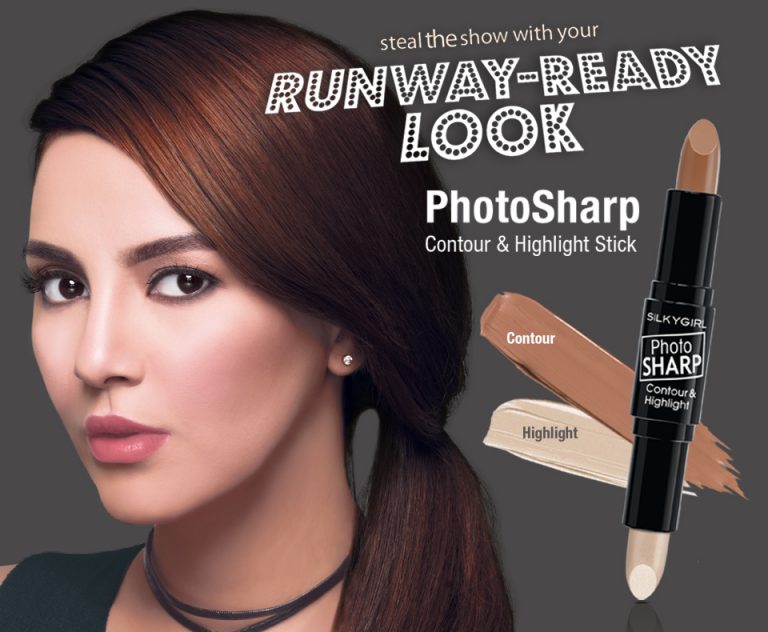 steal the show with your
RUNWAY-READY
LOOK
PhotoSharp
Contour & Highlight Stick
Contour
Highlight
SILKYGIRL
Photo
SHARP
Contour &
Highlight